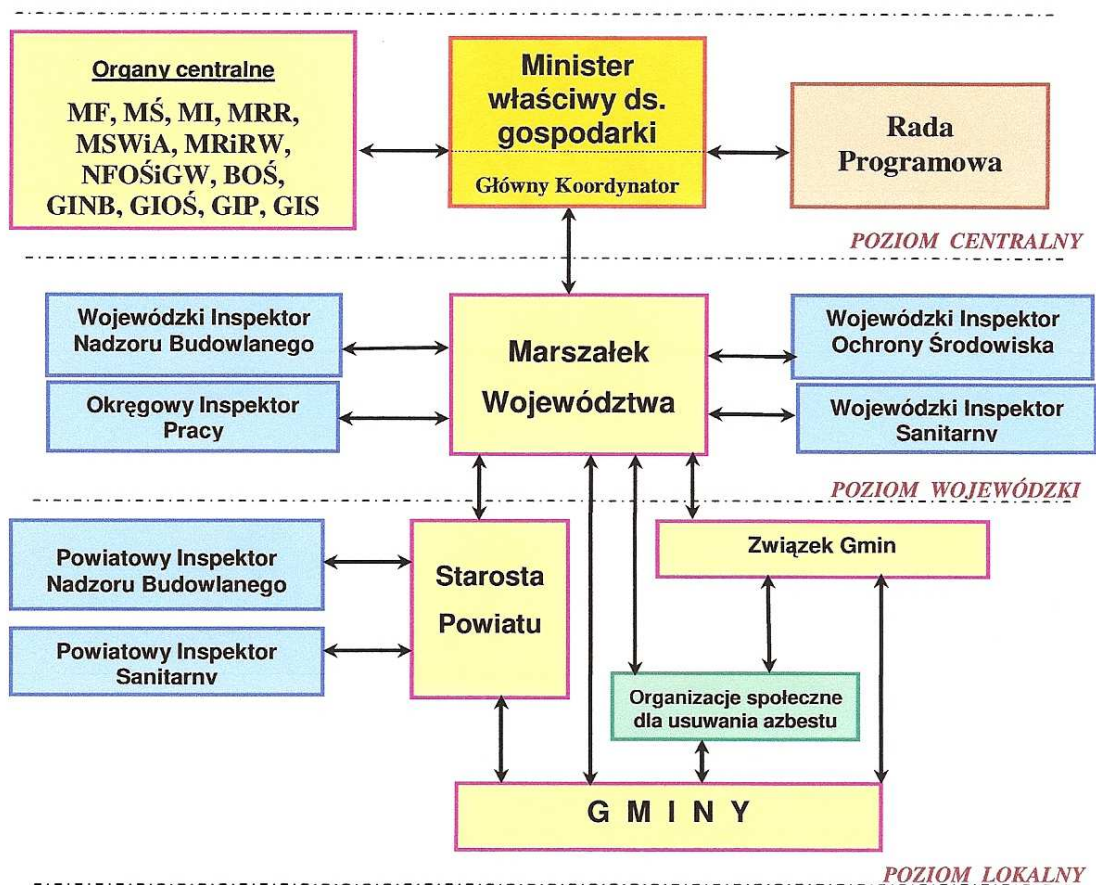 Organy centralne
MF, MŚ, MI, MRR,
MSWiA, MRiRW,
NFOŚiGW, BOŚ,
GINB, GIOŚ, GIP, GIS
Minister
właściwy ds.
gospodarki
Główny Koordynator
Rada
Programowa
POZIOM CENTRALNY
Wojewódzki Inspektor
Nadzoru Budowlanego
Okręgowy Inspektor
Pracy
Marszałek
Województwa
Wojewódzki Inspektor
Ochrony Środowiska
Wojewódzki Inspektor
Sanitarny
POZIOM WOJEWÓDZKI
Powiatowy Inspektor
Nadzoru Budowlanego
Powiatowy Inspektor
Sanitarny
Starosta
Powiatu
Związek Gmin
Organizacje społeczne
dla usuwania azbestu
G M I N Y
POZIOM LOKALNY